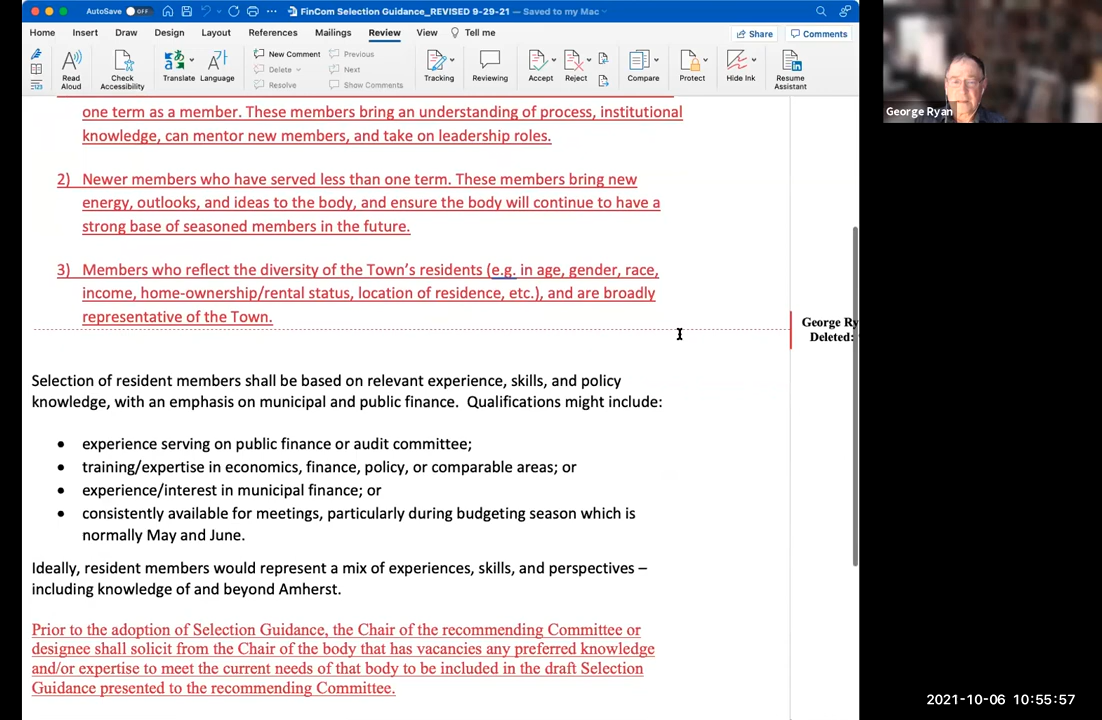 AutoSave OFF
FinCom Selection Guidance_REVISED 9-29-21 — Saved to my Mac
Home Insert Draw Design Layout References Mailings Review View Tell me Share Comments
Read Aloud
Check Accessibility
Translate
Language
New Comment
Delete
Resolve
Previous
Next
Show Comments
Tracking
Reviewing
Accept
Reject
Compare
Protect
Hide Ink
Resume Assistant
George Ryan
one term as a member. These members bring an understanding of process, institutional
knowledge, can mentor new members, and take on leadership roles.
2) Newer members who have served less than one term. These members bring new
energy, outlooks, and ideas to the body, and ensure the body will continue to have a
strong base of seasoned members in the future.
3) Members who reflect the diversity of the Town's residents (e.g. in age, gender, race,
income, home-ownership/rental status, location of residence, etc.), and are broadly
representative of the Town.
George Ry
Deleted:
Selection of resident members shall be based on relevant experience, skills, and policy
knowledge, with an emphasis on municipal and public finance. Qualifications might include:
• experience serving on public finance or audit committee;
• training/expertise in economics, finance, policy, or comparable areas; or
• experience/interest in municipal finance; or
• consistently available for meetings, particularly during budgeting season which is
normally May and June.
Ideally, resident members would represent a mix of experiences, skills, and perspectives –
including knowledge of and beyond Amherst.
Prior to the adoption of Selection Guidance, the Chair of the recommending Committee or
designee shall solicit from the Chair of the body that has vacancies any preferred knowledge
and/or expertise to meet the current needs of that body to be included in the draft Selection
Guidance presented to the recommending Committee.
2021-10-06 10:55:57